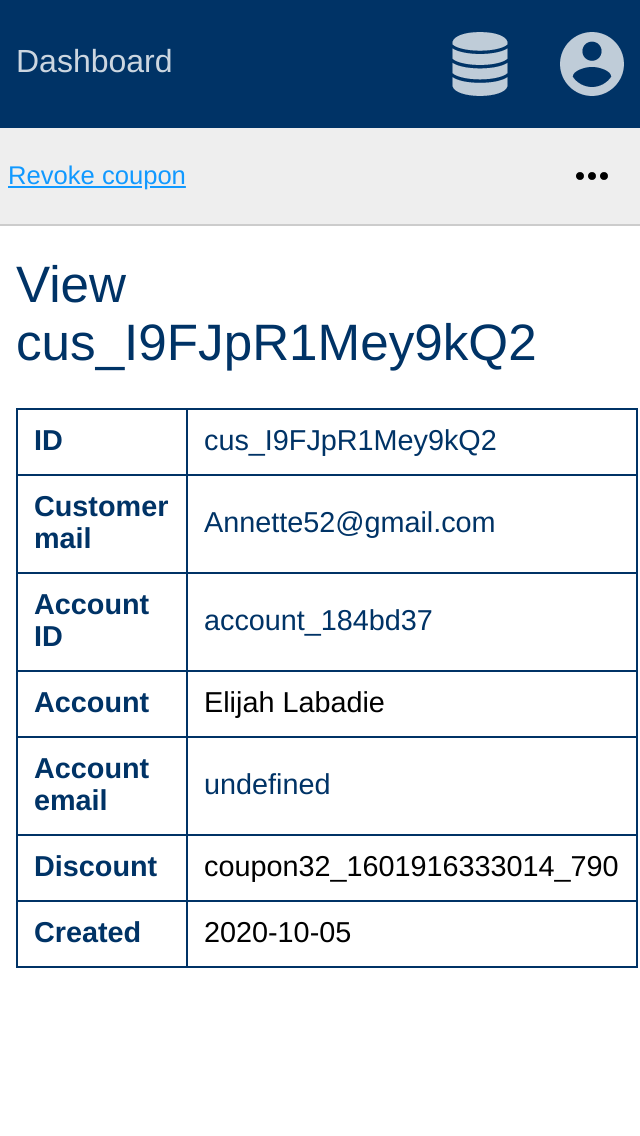 Dashboard
Revoke coupon
View
cus_I9FJpR1Mey9kQ2
ID cus_I9FJpR1Mey9kQ2
Customer
mail Annette52@gmail.com
Account
ID account_184bd37
Account Elijah Labadie
Account
email undefined
Discount coupon32_1601916333014_790
Created 2020-10-05